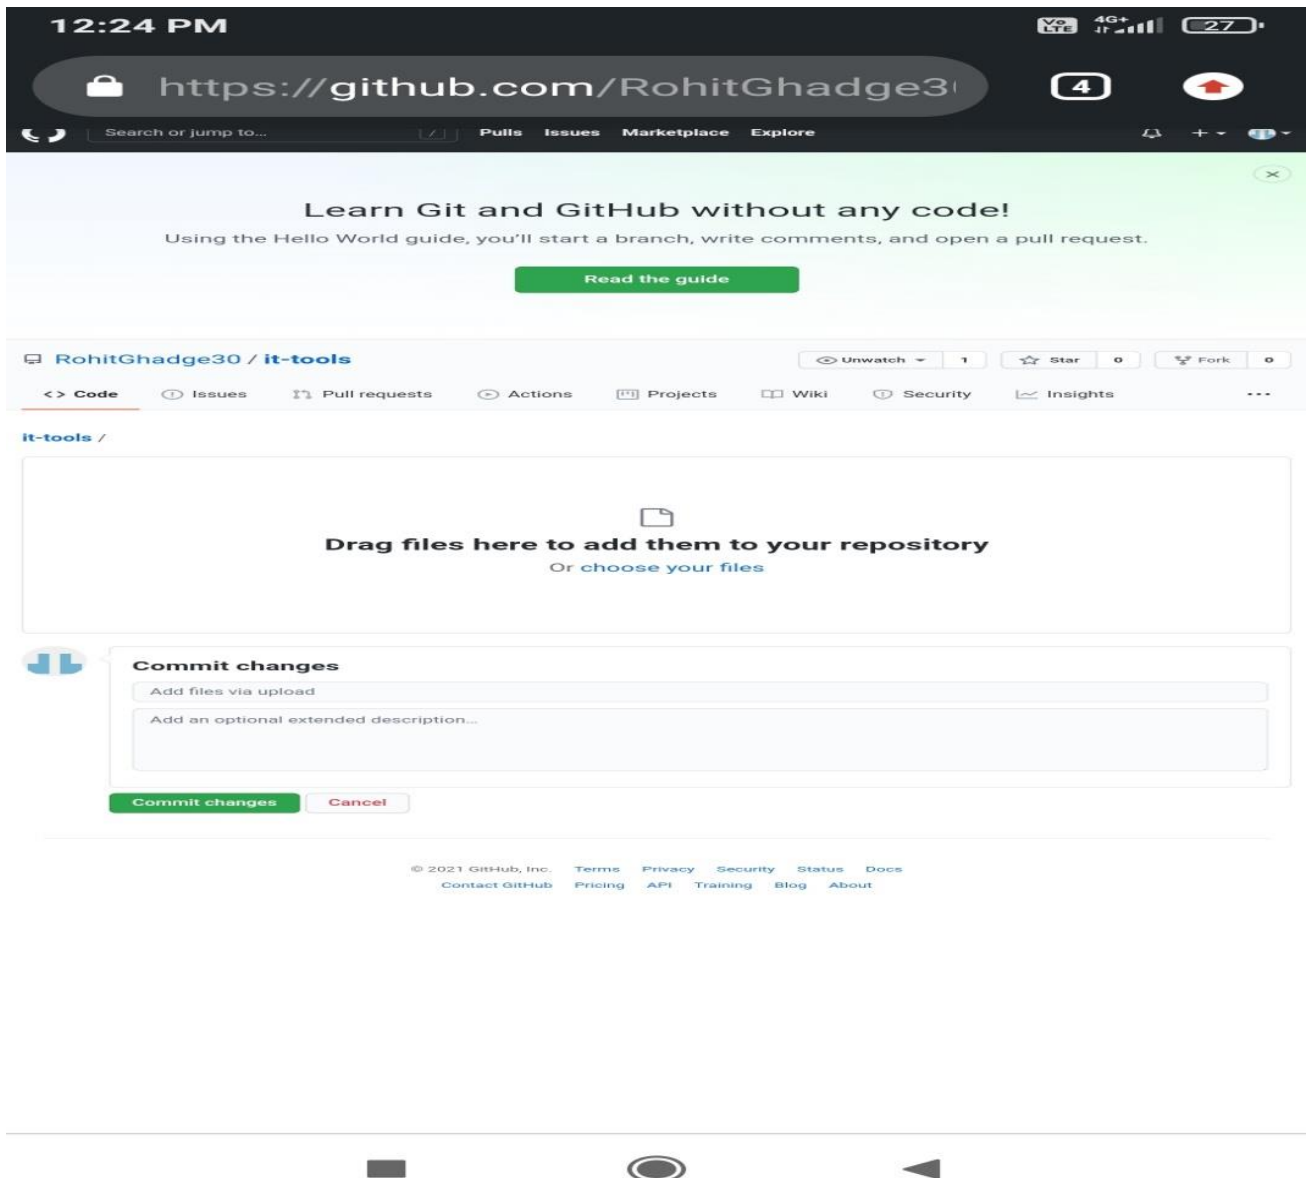 12:24 PM
Vo LTE 4G+ 27
https://github.com/RohitGhadge3
4
Search or jump to... / Pulls Issues Marketplace Explore
Learn Git and GitHub without any code!
Using the Hello World guide, you'll start a branch, write comments, and open a pull request.
Read the guide
RohitGhadge30 / it-tools Unwatch 1 Star 0 Fork 0
<> Code Issues Pull requests Actions Projects Wiki Security Insights ...
it-tools /
Drag files here to add them to your repository
Or choose your files
Commit changes
Add files via upload
Add an optional extended description...
Commit changes Cancel
© 2021 GitHub, Inc. Terms Privacy Security Status Docs
Contact GitHub Pricing API Training Blog About